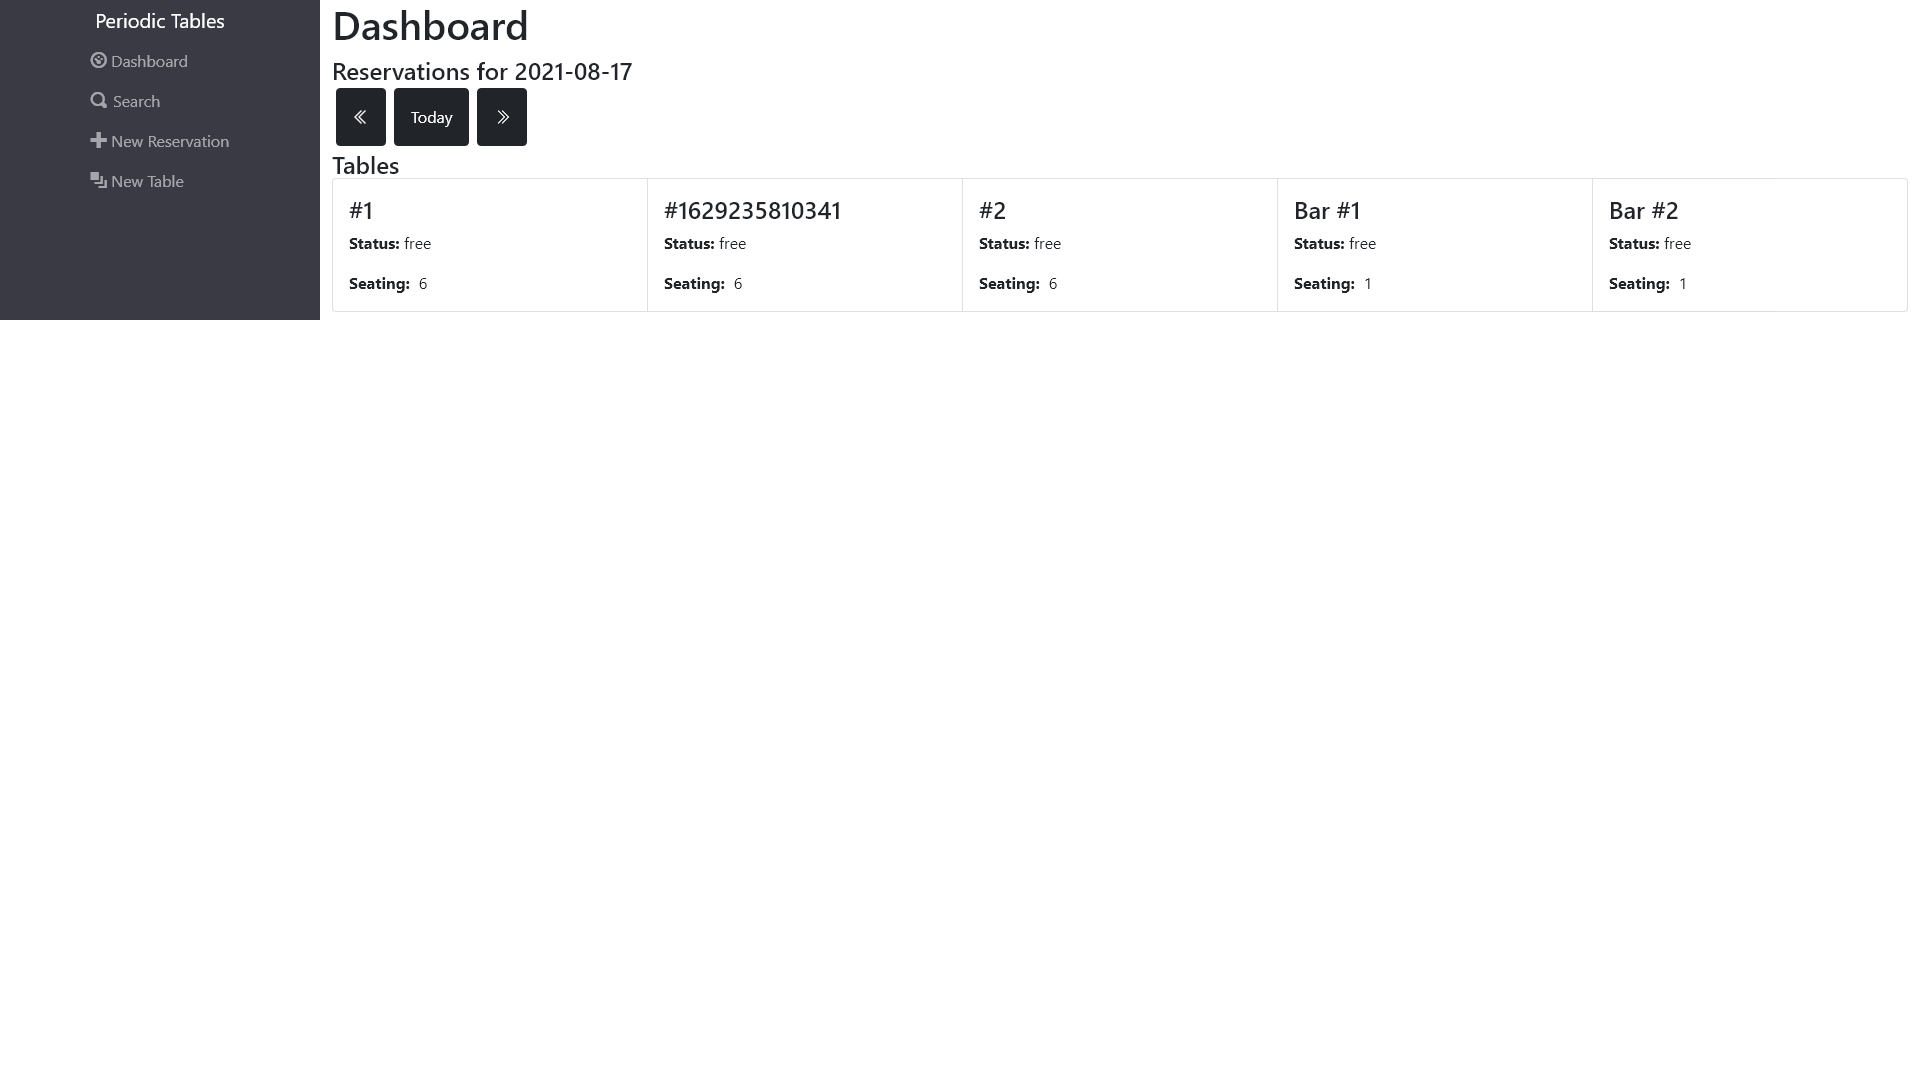 Periodic Tables
Dashboard
Search
New Reservation
New Table
Dashboard
Reservations for 2021-08-17
Today
Tables
#1
Status: free
Seating: 6
#1629235810341
Status: free
Seating: 6
#2
Status: free
Seating: 6
Bar #1
Status: free
Seating: 1
Bar #2
Status: free
Seating: 1